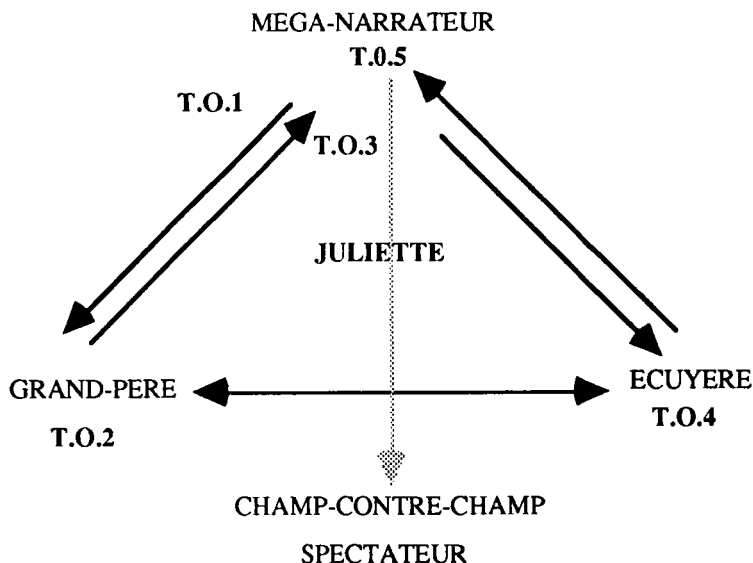 MEGA-NARRATEUR
T.0.5
T.O.1
T.O.3
JULIETTE
GRAND-PERE
ECUYERE
T.O.2
T.O.4
CHAMP-CONTRE-CHAMP
SPECTATEUR